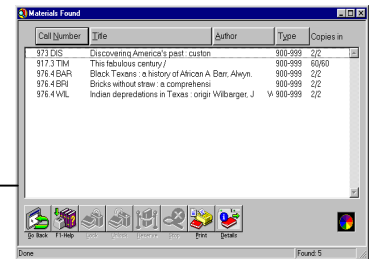 Materials Found
Call Number Title Author Type Copies in
973 DIS Discovering America's past : custon 900-999 2/2
917.3 TIM This fabulous century / 900-999 60/60
976.4 BAR Black Texans : a history of African A Barr, Alwyn. 900-999 2/2
976.4 BRI Bricks without straw : a comprehensi 900-999 2/2
976.4 WIL Indian depredations in Texas : origir Wilbarger, J W 900-999 2/2
Go Back F1-Help Look Unlock Reserve Stop Print Details
Done Found: 5